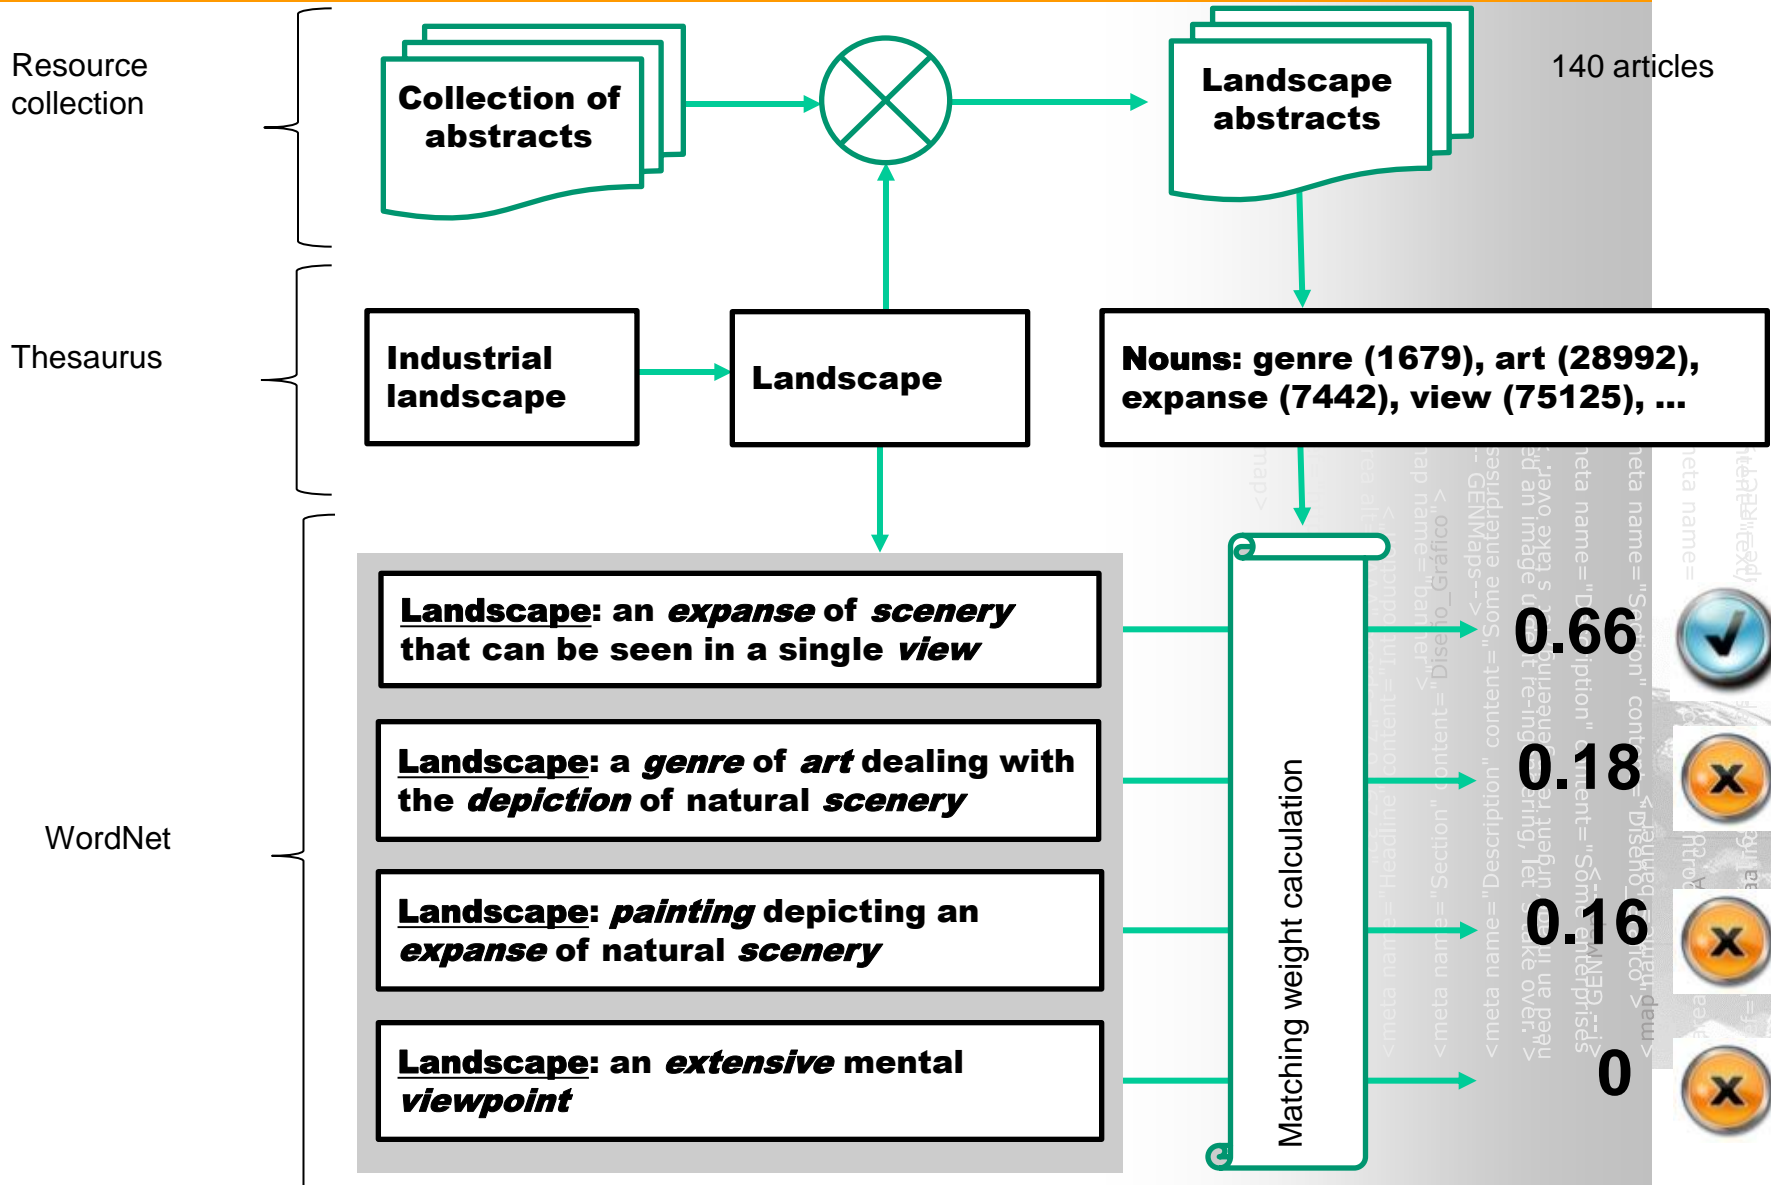 Resource
collection
Collection of
abstracts
Landscape
abstracts
140 articles
Thesaurus
Industrial
landscape
Landscape
Nouns: genre (1679), art (28992),
expanse (7442), view (75125), ...
WordNet
Landscape: an expanse of scenery
that can be seen in a single view
Landscape: a genre of art dealing with
the depiction of natural scenery
Landscape: painting depicting an
expanse of natural scenery
Landscape: an extensive mental
viewpoint
Matching weight calculation
0.66
0.18
0.16
0